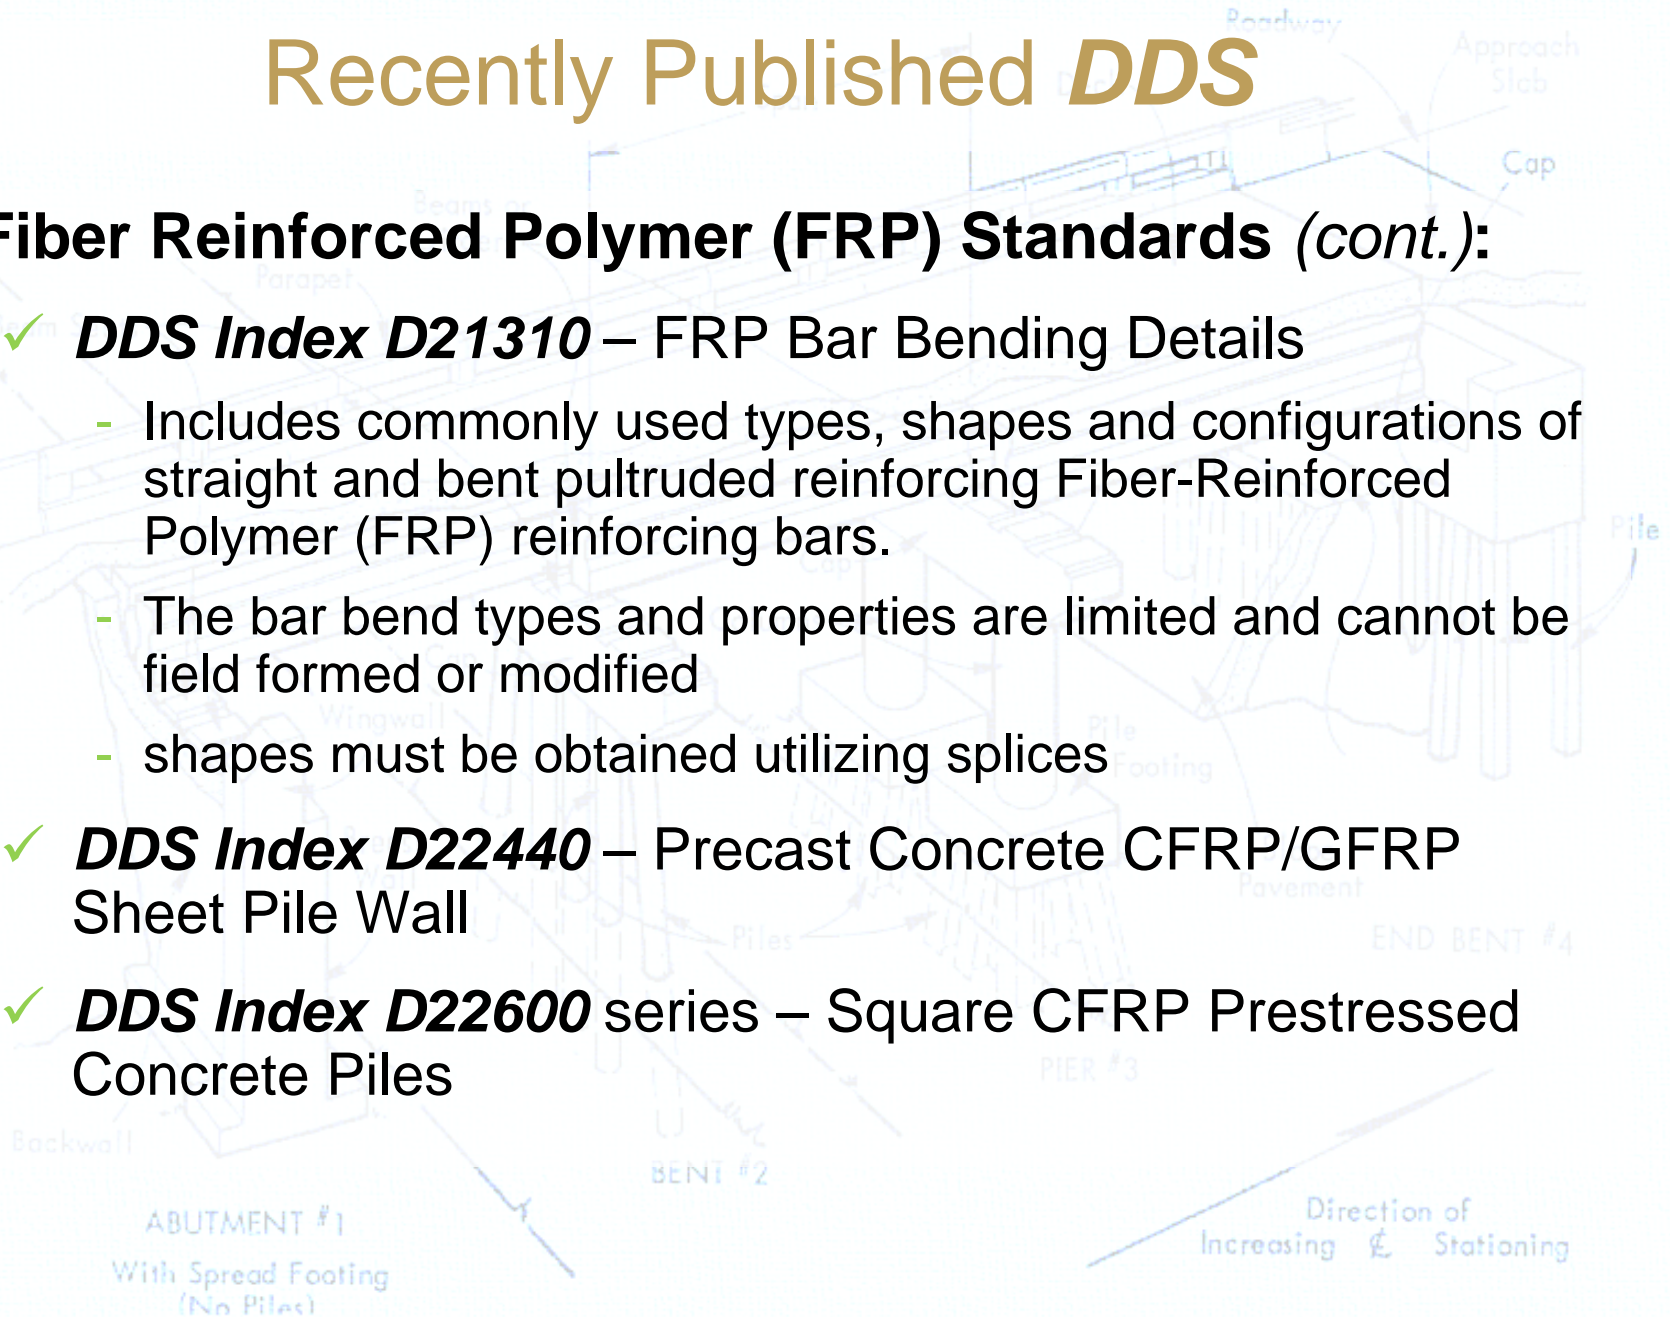 Recently Published DDS
Fiber Reinforced Polymer (FRP) Standards (cont.):
✓ DDS Index D21310 – FRP Bar Bending Details
- Includes commonly used types, shapes and configurations of
straight and bent pultruded reinforcing Fiber-Reinforced
Polymer (FRP) reinforcing bars.
- The bar bend types and properties are limited and cannot be
field formed or modified
- shapes must be obtained utilizing splices
✓ DDS Index D22440 – Precast Concrete CFRP/GFRP
Sheet Pile Wall
✓ DDS Index D22600 series – Square CFRP Prestressed
Concrete Piles
Roadway
Approach
Slab
Cap
Beams or
Parapet
Pile
Cap
Cap
Wingwall
Pile
Footing
Wall
Pavement
Piles
END BENT #4
PIER #3
Backwall
BENT #2
ABUTMENT #1
With Spread Footing
(No Piles)
Direction of
Increasing ℄ Stationing